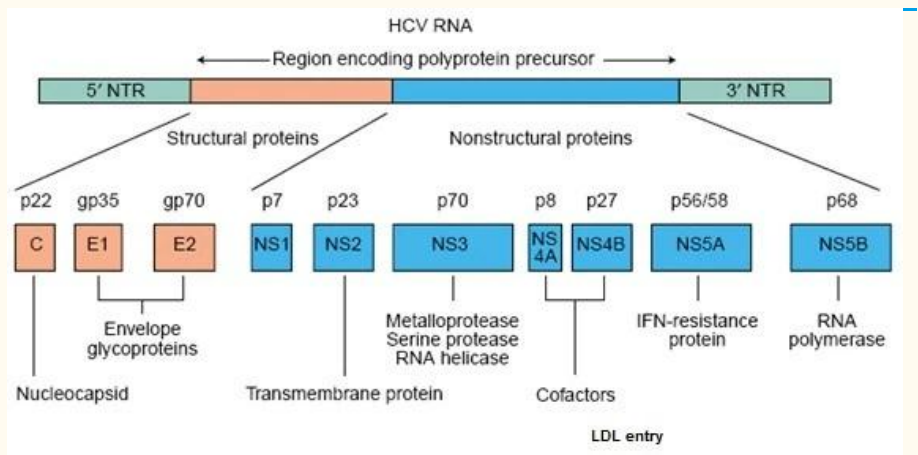 HCV RNA
Region encoding polyprotein precursor
5′ NTR
3′ NTR
Structural proteins
Nonstructural proteins
p22 gp35 gp70 p7 p23 p70 p8 p27 p56/58 p68
C E1 E2 NS1 NS2 NS3 NS 4A NS4B NS5A NS5B
Envelope
glycoproteins
Metalloprotease
Serine protease
RNA helicase
IFN-resistance
protein
RNA
polymerase
Nucleocapsid
Transmembrane protein
Cofactors
LDL entry